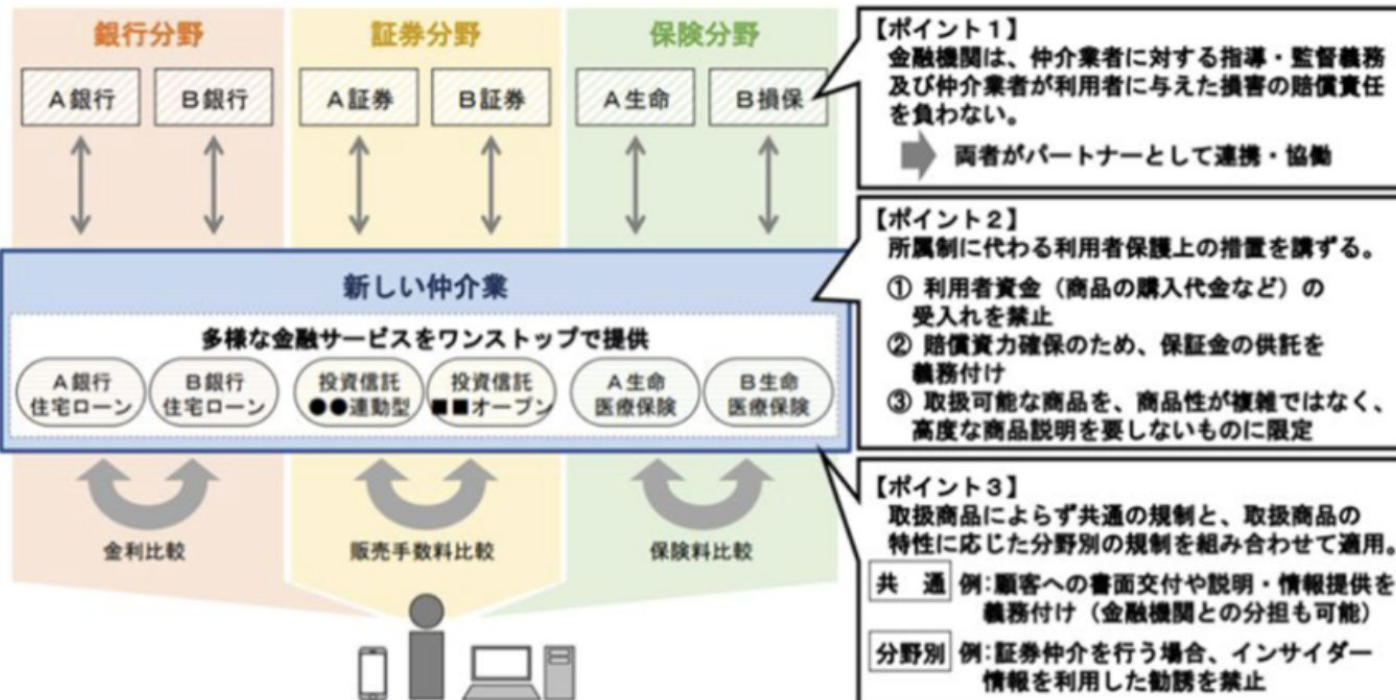 銀行分野
証券分野
保険分野
A銀行
B銀行
A証券
B証券
A生命
B損保
新しい仲介業
多様な金融サービスをワンストップで提供
A銀行
住宅ローン
B銀行
住宅ローン
投資信託
●●連動型
投資信託
■■オープン
A生命
医療保険
B生命
医療保険
金利比較
販売手数料比較
保険料比較
【ポイント1】
金融機関は、仲介業者に対する指導・監督義務
及び仲介業者が利用者に与えた損害の賠償責任
を負わない。
両者がパートナーとして連携・協働
【ポイント2】
所属制に代わる利用者保護上の措置を講ずる。
① 利用者資金（商品の購入代金など）の
受入れを禁止
② 賠償資力確保のため、保証金の供託を
義務付け
③ 取扱可能な商品を、商品性が複雑ではなく、
高度な商品説明を要しないものに限定
【ポイント3】
取扱商品によらず共通の規制と、取扱商品の
特性に応じた分野別の規制を組み合わせて適用。
共 通 例:顧客への書面交付や説明・情報提供を
義務付け（金融機関との分担も可能）
分野別 例:証券仲介を行う場合、インサイダー
情報を利用した勧誘を禁止